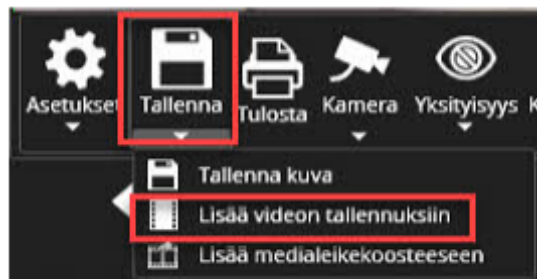 Asetukset Tallenna Tulosta Kamera Yksityisyys K
Tallenna kuva
Lisää videon tallennuksiin
Lisää medialeikekoosteeseen